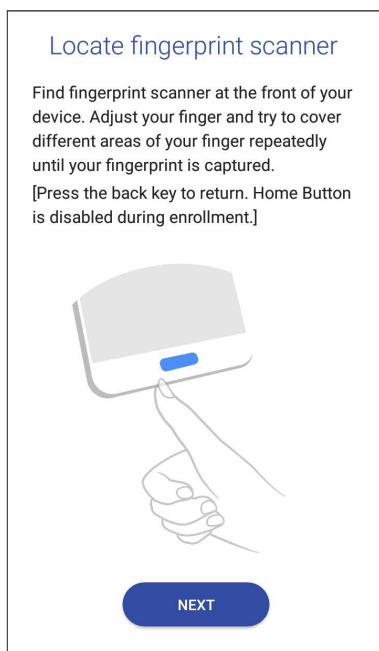 Locate fingerprint scanner
Find fingerprint scanner at the front of your
device. Adjust your finger and try to cover
different areas of your finger repeatedly
until your fingerprint is captured.
[Press the back key to return. Home Button
is disabled during enrollment.]
NEXT